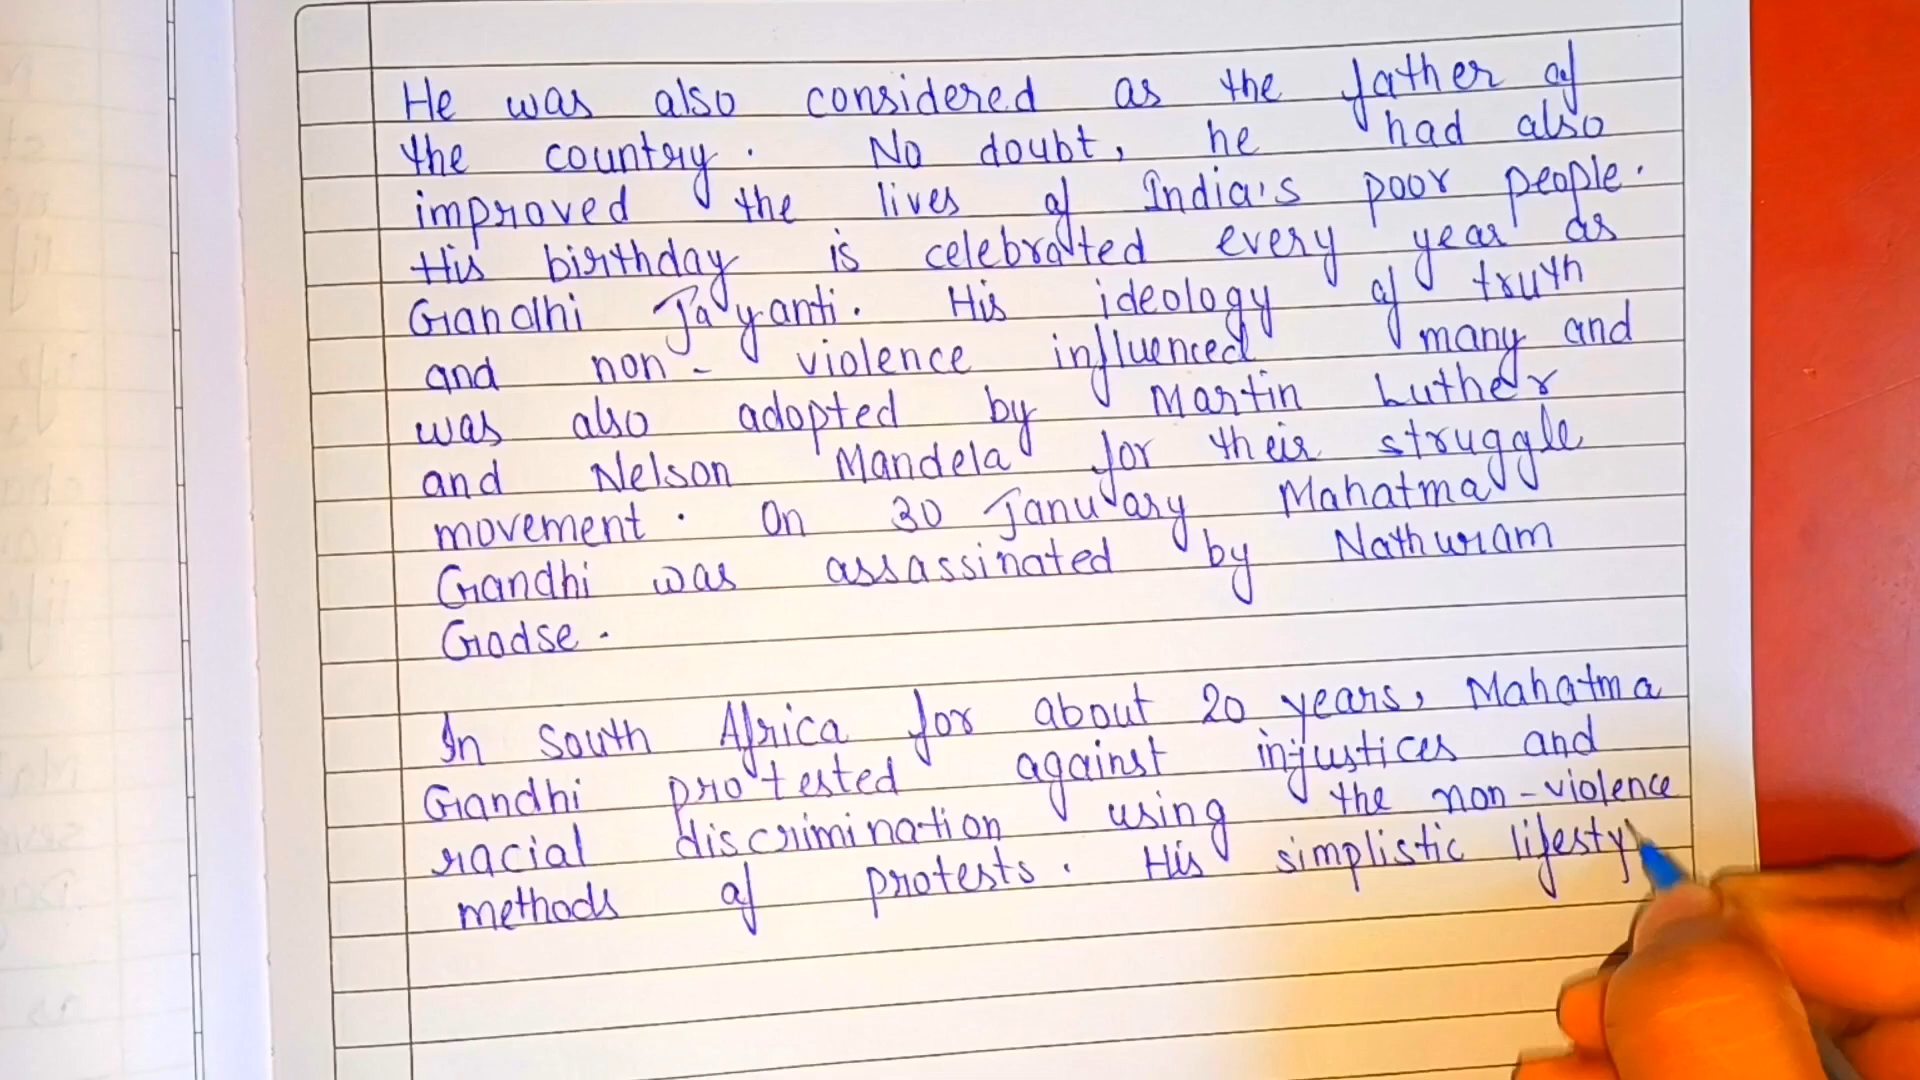 He was also considered as the father of
the country. No doubt, he had also
improved the lives of India's poor people.
His birthday is celebrated every year as
Gandhi Jayanti. His ideology of truth
and non- violence influenced many and
was also adopted by Martin Luther
and Nelson Mandela for their struggle
movement. On 30 January Mahatma
Gandhi was assassinated by Nathuram
Godse.
In South Africa for about 20 years, Mahatma
Gandhi protested against injustices and
racial discrimination using the non-violence
methods of protests. His simplistic lifesty